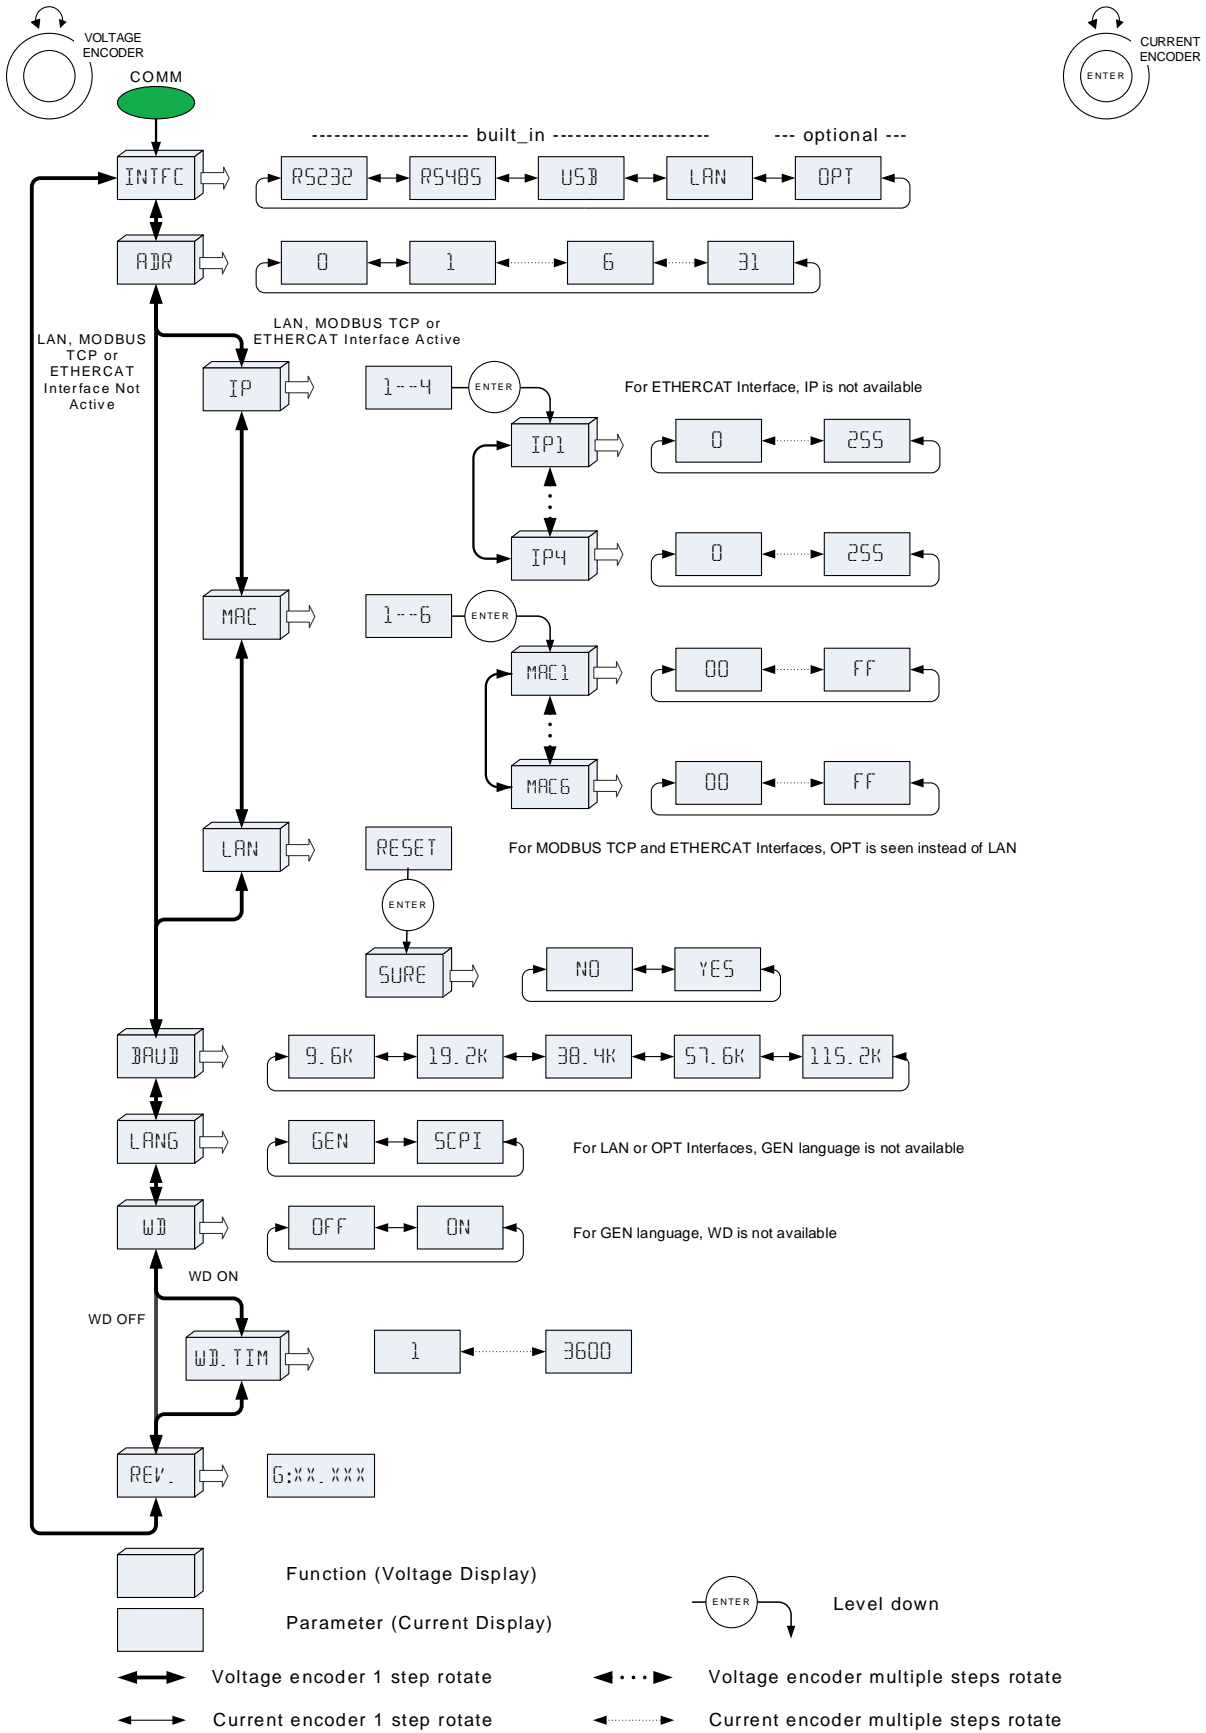 VOLTAGE
ENCODER
CURRENT
ENCODER
ENTER
COMM
------------------- built_in -------------------
--- optional ---
INTFC
RS232
RS485
USB
LAN
OPT
ADR
0
1
6
31
LAN, MODBUS
TCP or
ETHERCAT
Interface Not
Active
LAN, MODBUS TCP or
ETHERCAT Interface Active
IP
1--4
ENTER
For ETHERCAT Interface, IP is not available
IP1
0
255
IP4
0
255
MAC
1--6
ENTER
MAC1
00
FF
MAC6
00
FF
LAN
RESET
For MODBUS TCP and ETHERCAT Interfaces, OPT is seen instead of LAN
ENTER
SURE
NO
YES
BAUD
9.6K
19.2K
38.4K
57.6K
115.2K
LANG
GEN
SCPI
For LAN or OPT Interfaces, GEN language is not available
WD
OFF
ON
For GEN language, WD is not available
WD ON
WD OFF
WD.TIM
1
3600
REV.
G:XX.XXX
Function (Voltage Display)
ENTER
Level down
Parameter (Current Display)
Voltage encoder 1 step rotate
Voltage encoder multiple steps rotate
Current encoder 1 step rotate
Current encoder multiple steps rotate